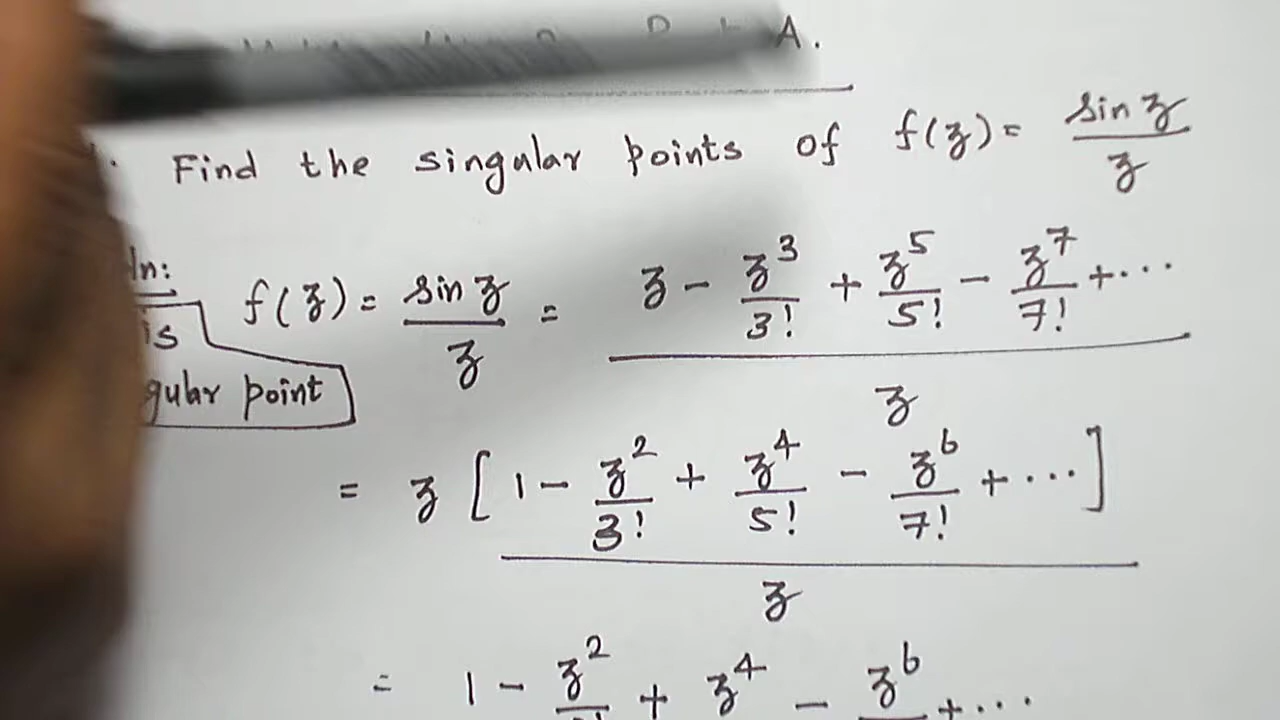 A.
Find the singular points of f(z) = sin z / z
ln: f(z) = sin z / z = z - z³/3! + z⁵/5! - z⁷/7! + ... / z
is
gular point
= z [1 - z²/3! + z⁴/5! - z⁶/7! + ...] / z
= 1 - z² + z⁴ - z⁶ + ...